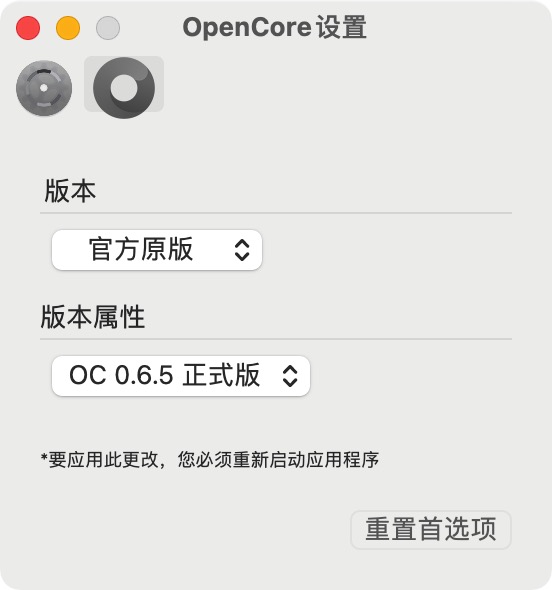 OpenCore设置
版本
官方原版
版本属性
OC 0.6.5 正式版
*要应用此更改，您必须重新启动应用程序
重置首选项